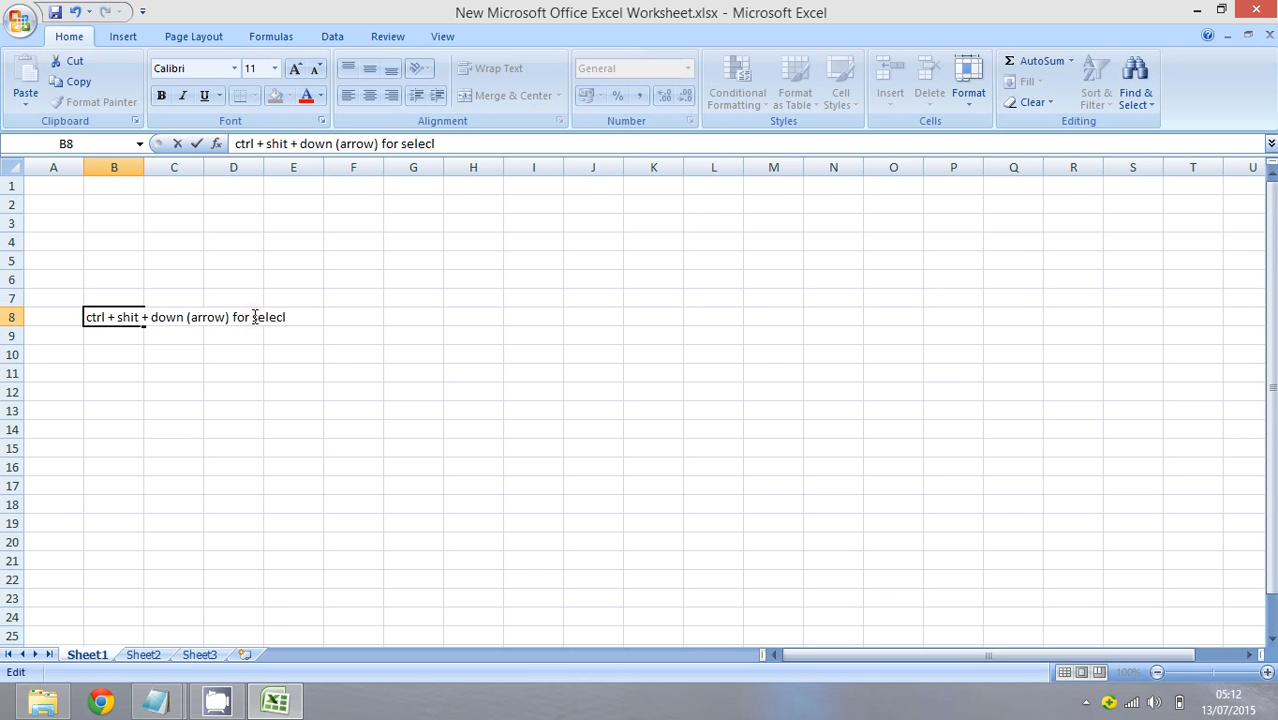 New Microsoft Office Excel Worksheet.xlsx - Microsoft Excel
Home Insert Page Layout Formulas Data Review View
Paste
Cut
Copy
Format Painter
Clipboard
Calibri 11
A A
B I U A
Font
Wrap Text
Merge & Center
Alignment
General
% ,
Number
Conditional Formatting
Format as Table
Cell Styles
Styles
Insert Delete Format
Cells
Σ AutoSum
Fill
Clear
Sort & Filter
Find & Select
Editing
B8 fx ctrl + shit + down (arrow) for selecl
A B C D E F G H I J K L M N O P Q R S T U
1
2
3
4
5
6
7
8 ctrl + shit + down (arrow) for selecl
9
10
11
12
13
14
15
16
17
18
19
20
21
22
23
24
25
Sheet1 Sheet2 Sheet3
Edit 100%
05:12
13/07/2015